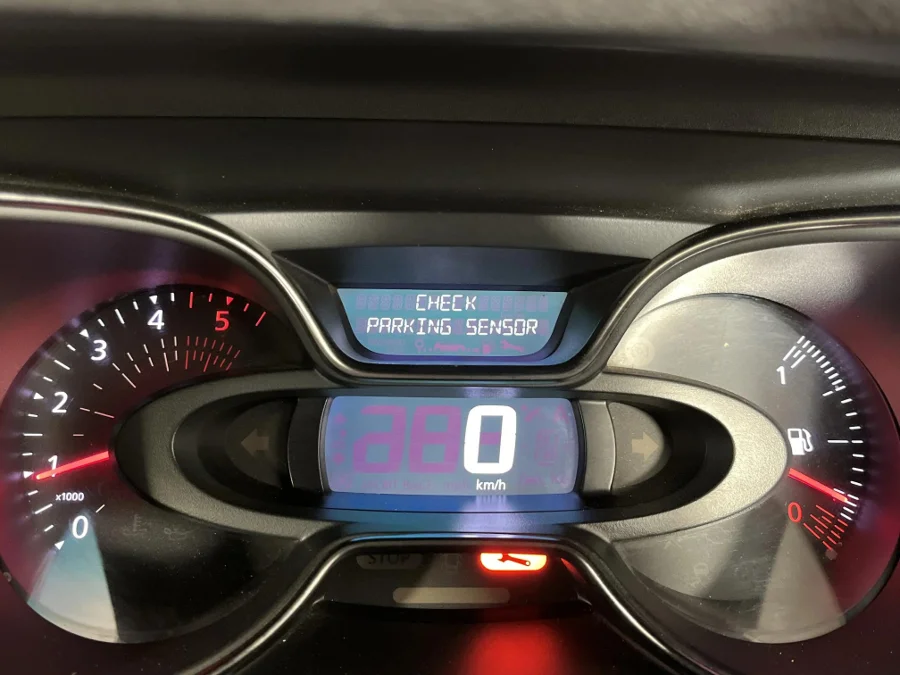 CHECK
PARKING SENSOR
5
4
3
2
1
x1000
0
0
km/h
1
0
STOP